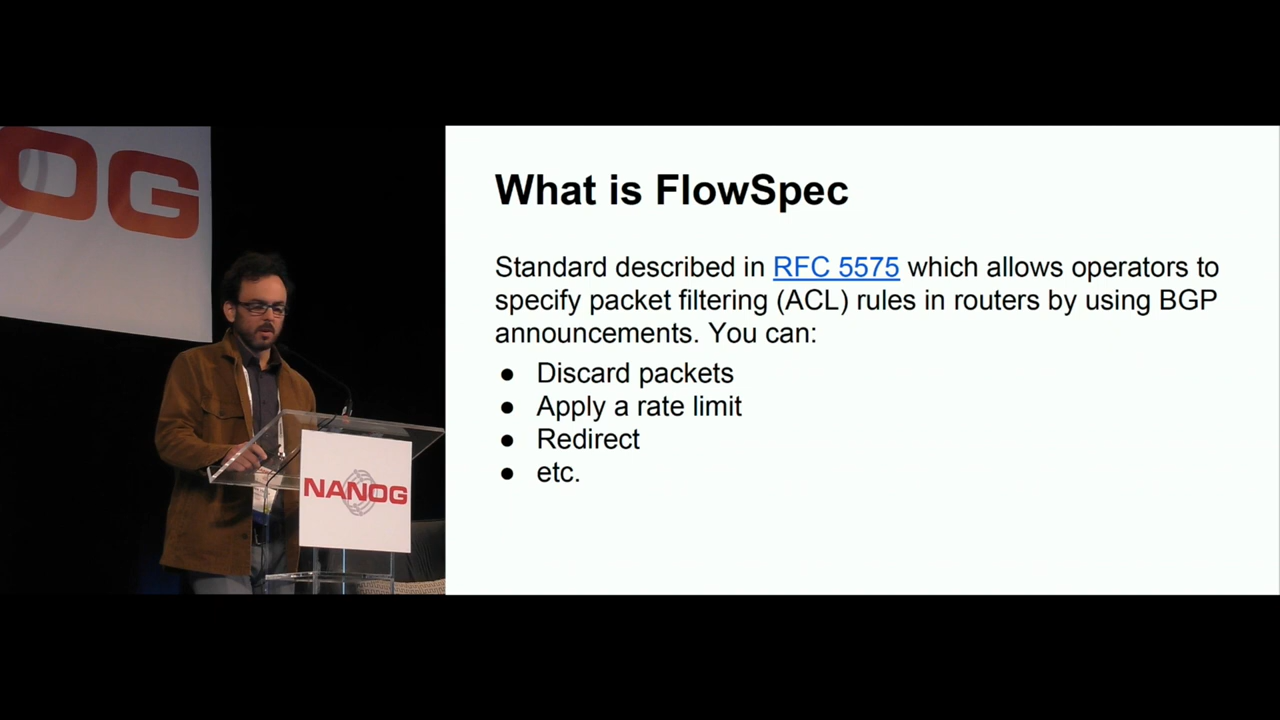 OG
NANOG
What is FlowSpec
Standard described in RFC 5575 which allows operators to
specify packet filtering (ACL) rules in routers by using BGP
announcements. You can:
● Discard packets
● Apply a rate limit
● Redirect
● etc.